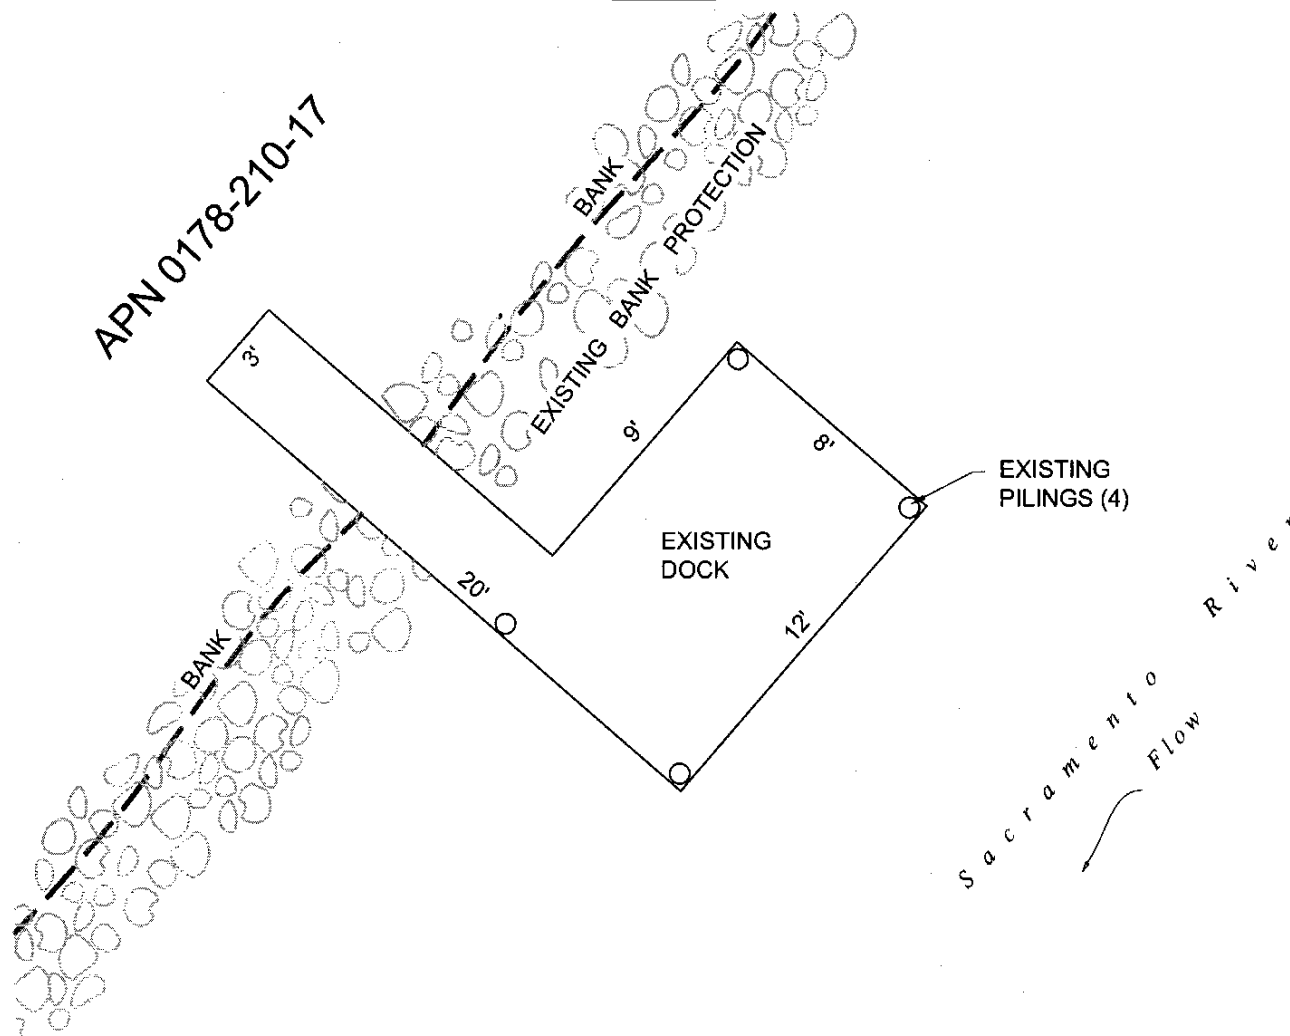 APN 0178-210-17
BANK
EXISTING BANK PROTECTION
3'
9'
8'
EXISTING
PILINGS (4)
EXISTING
DOCK
20'
12'
BANK
Sacramento River
Flow